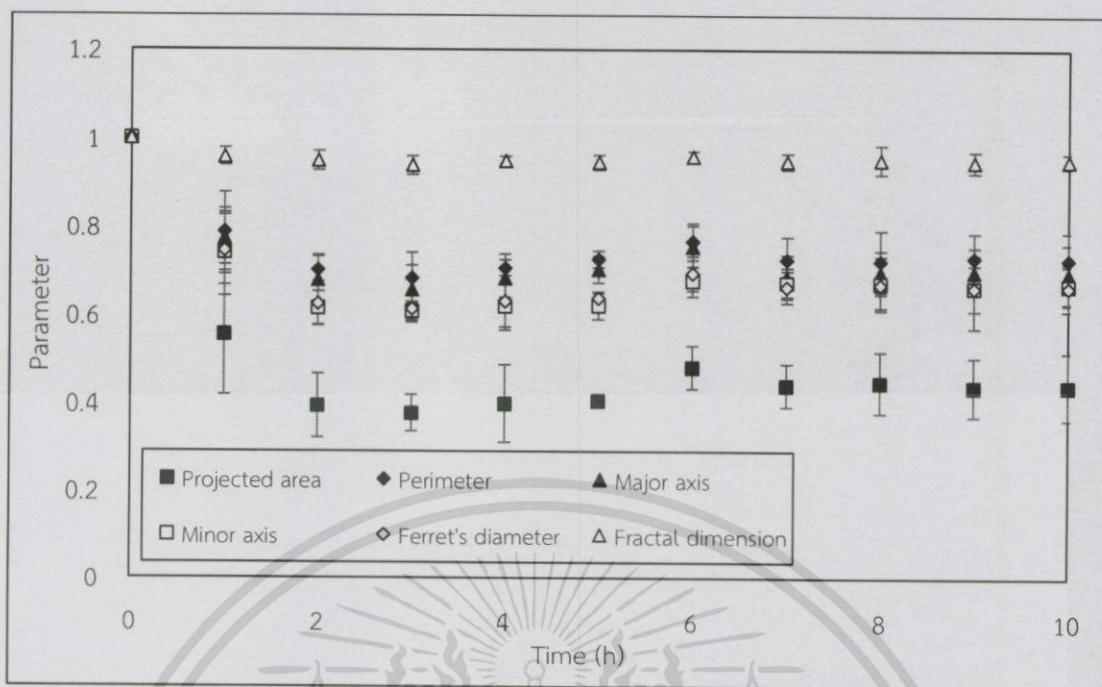 1.2
1
0.8
0.6
0.4
0.2
0
Parameter
■ Projected area ◆ Perimeter ▲ Major axis
□ Minor axis ◇ Ferret's diameter △ Fractal dimension
0 2 4 6 8 10
Time (h)